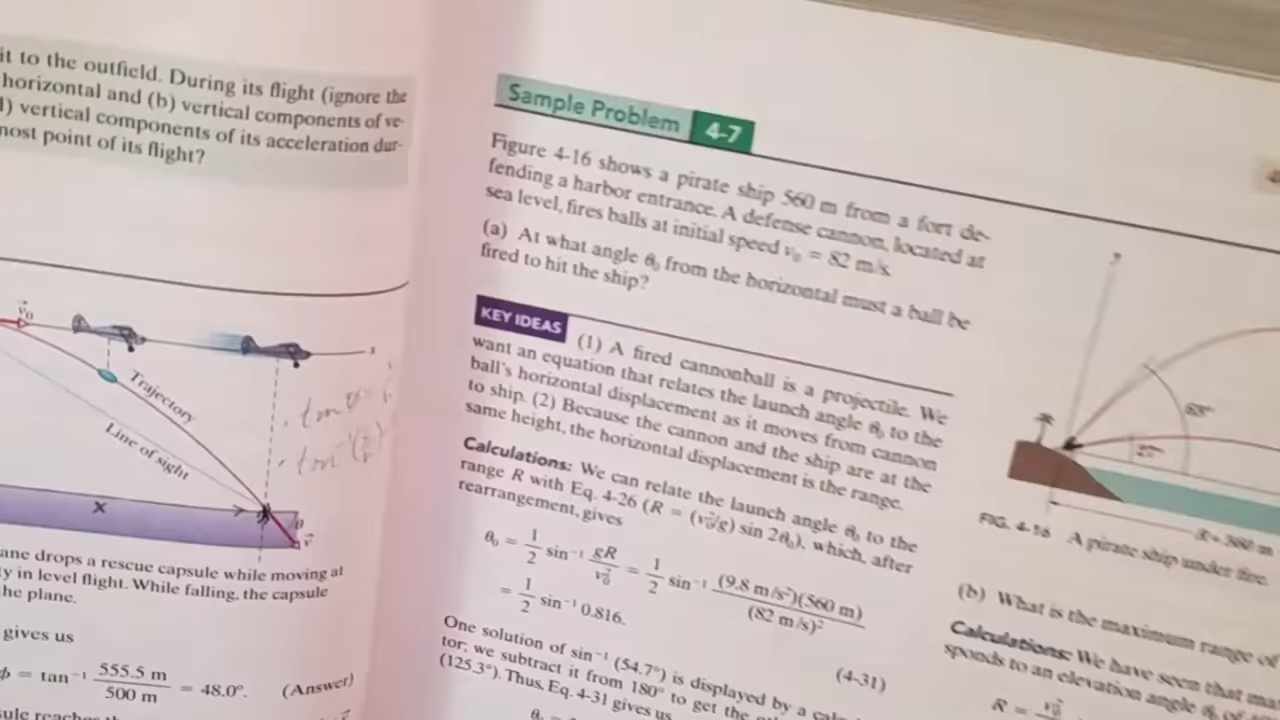 it to the outfield. During its flight (ignore the
horizontal and (b) vertical components of ve-
) vertical components of its acceleration dur-
most point of its flight?
v₀
x
Trajectory
Line of sight
tan
tan⁻¹
×
θ
v
ane drops a rescue capsule while moving at
y in level flight. While falling, the capsule
he plane.
gives us
ϕ = tan⁻¹ 555.5 m / 500 m = 48.0°. (Answer)
Sample Problem 4-7
Figure 4-16 shows a pirate ship 560 m from a fort de-
fending a harbor entrance. A defense cannon, located at
sea level, fires balls at initial speed v₀ = 82 m/s.
(a) At what angle θ₀ from the horizontal must a ball be
fired to hit the ship?
KEY IDEAS (1) A fired cannonball is a projectile. We
want an equation that relates the launch angle θ₀ to the
ball's horizontal displacement as it moves from cannon
to ship. (2) Because the cannon and the ship are at the
same height, the horizontal displacement is the range.
Calculations: We can relate the launch angle θ₀ to the
range R with Eq. 4-26 (R = (v₀²/g) sin 2θ₀), which, after
rearrangement, gives
θ₀ = 1/2 sin⁻¹ gR/v₀² = 1/2 sin⁻¹ (9.8 m/s²)(560 m)/(82 m/s)²
= 1/2 sin⁻¹ 0.816.
(4-31)
One solution of sin⁻¹ (54.7°) is displayed by a
tor; we subtract it from 180° to get the
(125.3°). Thus, Eq. 4-31 gives us
θ₀ =
y
63°
27°
R = 560 m
FIG. 4-16 A pirate ship under fire.
(b) What is the maximum range of
Calculations: We have seen that
sponds to an elevation angle θ₀ of
R = v₀²